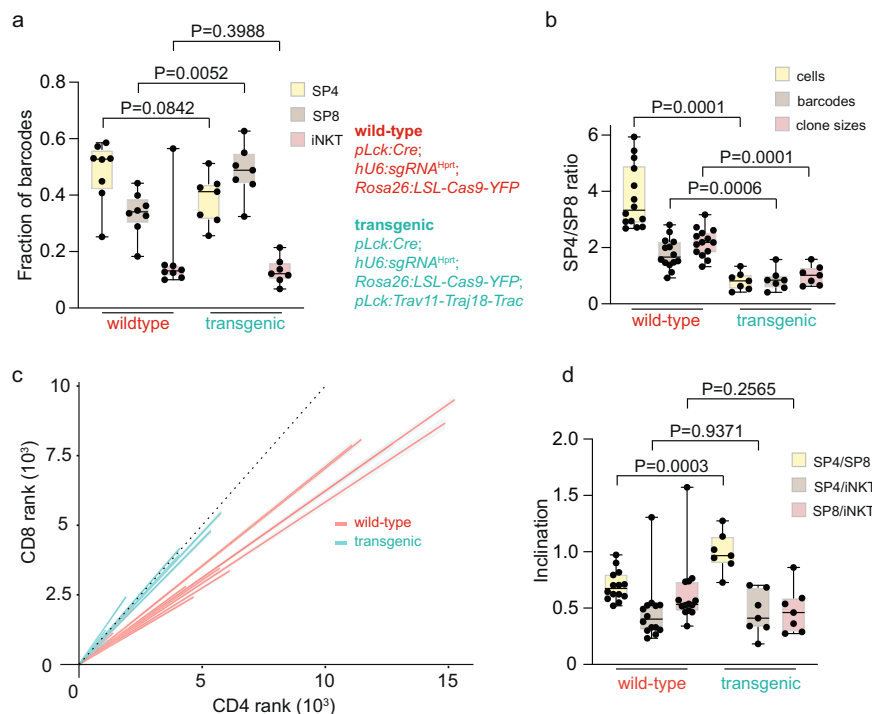 a
P=0.3988
P=0.0052
P=0.0842
0.8
0.6
0.4
0.2
0
Fraction of barcodes
wildtype
transgenic
SP4
SP8
iNKT
wild-type
pLck:Cre;
hU6:sgRNAHprt;
Rosa26:LSL-Cas9-YFP
transgenic
pLck:Cre;
hU6:sgRNAHprt;
Rosa26:LSL-Cas9-YFP;
pLck:Trav11-Traj18-Trac
b
cells
barcodes
clone sizes
P=0.0001
P=0.0001
P=0.0006
6
4
2
0
SP4/SP8 ratio
wild-type
transgenic
c
10
7.5
5
2.5
0
CD8 rank (10³)
wild-type
transgenic
0
5
10
15
CD4 rank (10³)
d
P=0.2565
P=0.9371
P=0.0003
2.0
1.5
1.0
0.5
0
Inclination
SP4/SP8
SP4/iNKT
SP8/iNKT
wild-type
transgenic